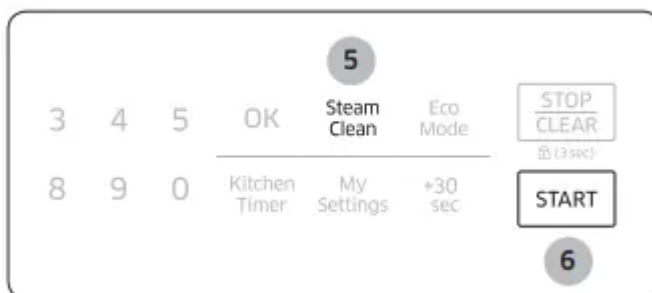 5
3 4 5 OK Steam Clean Eco Mode STOP CLEAR
(3 sec)
8 9 0 Kitchen Timer My Settings +30 sec START
6